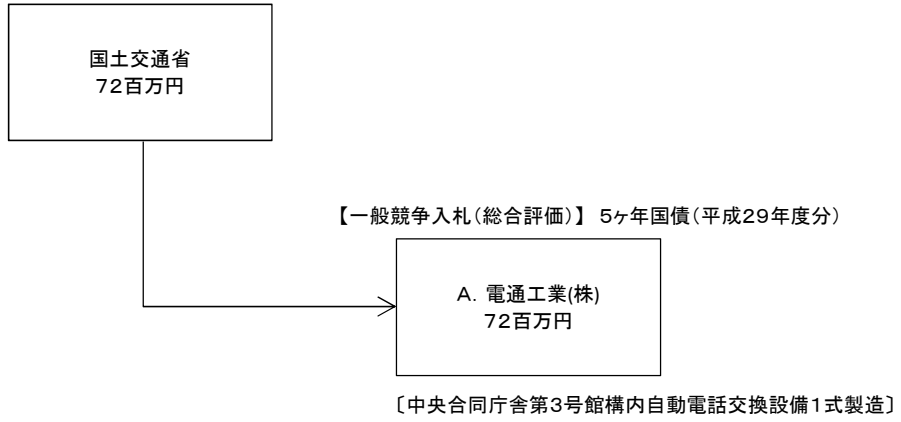 国土交通省
７２百万円
【一般競争入札（総合評価）】 5ヶ年国債（平成29年度分）
A. 電通工業(株)
７２百万円
〔中央合同庁舎第3号館構内自動電話交換設備1式製造〕